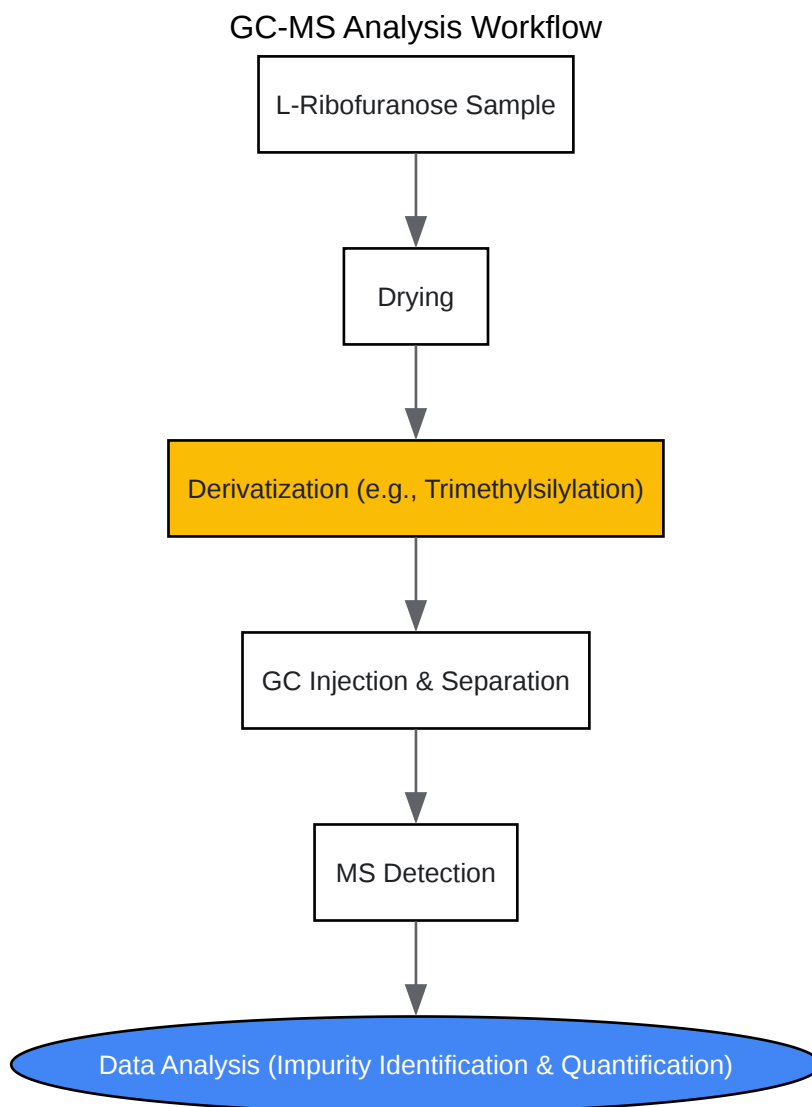 GC-MS Analysis Workflow
L-Ribofuranose Sample
Drying
Derivatization (e.g., Trimethylsilylation)
GC Injection & Separation
MS Detection
Data Analysis (Impurity Identification & Quantification)